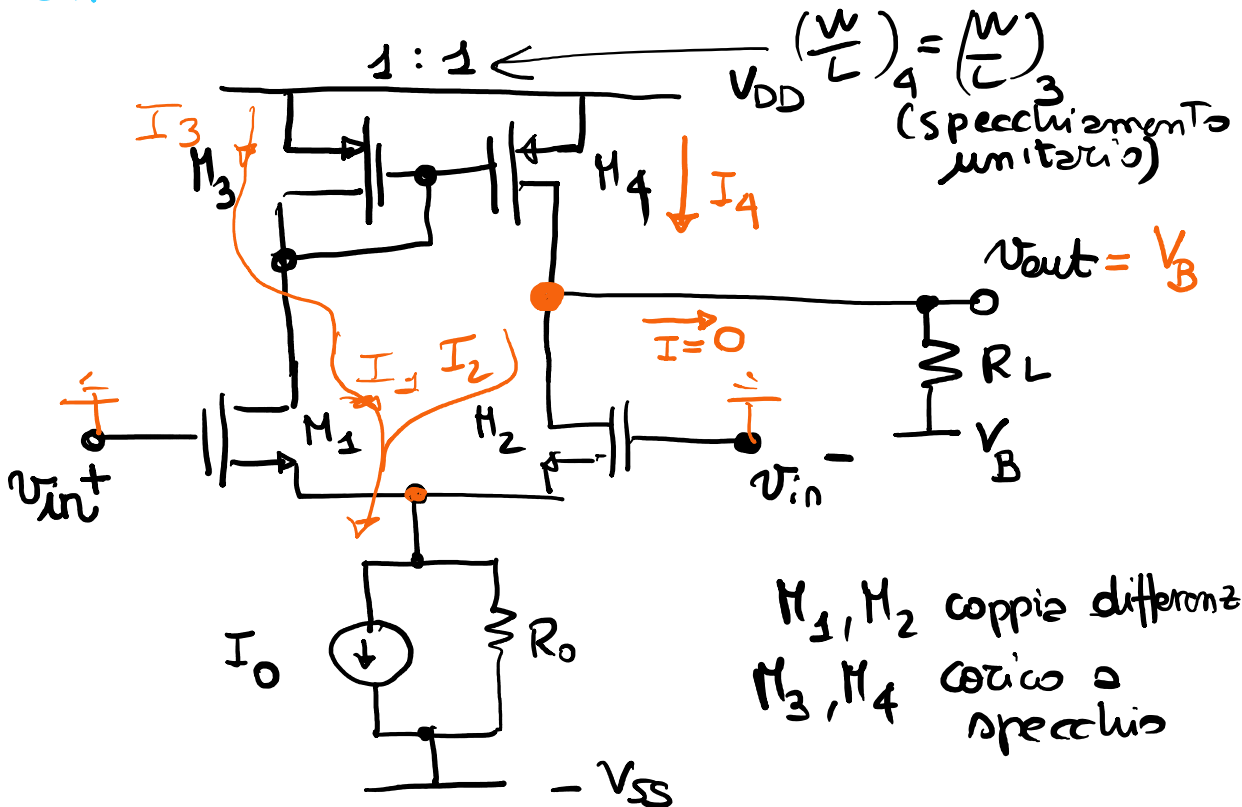 1 : 1
(W/L)4 = (W/L)3
VDD
(specchiamento
unitario)
I3
M3
M4
I4
vout = VB
I = 0
I1
I2
RL
M1
M2
VB
vin+
vin-
I0
R0
M1, M2 coppia differenz
M3, M4 carico a
specchio
- VSS